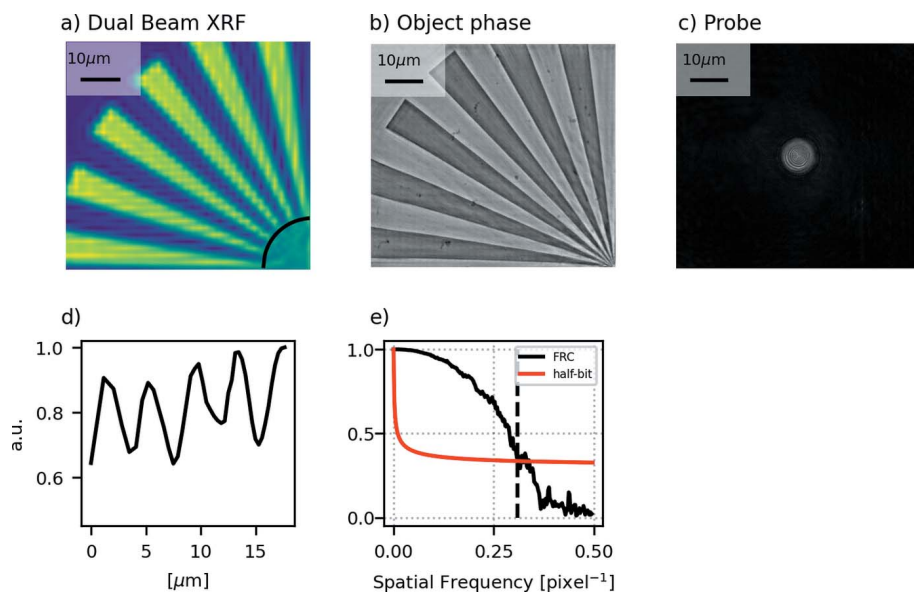 a) Dual Beam XRF
b) Object phase
c) Probe
10μm
10μm
10μm
d)
e)
1.0
0.8
0.6
a.u.
0
5
10
15
[μm]
1.0
0.5
0.0
FRC
half-bit
0.00
0.25
0.50
Spatial Frequency [pixel⁻¹]